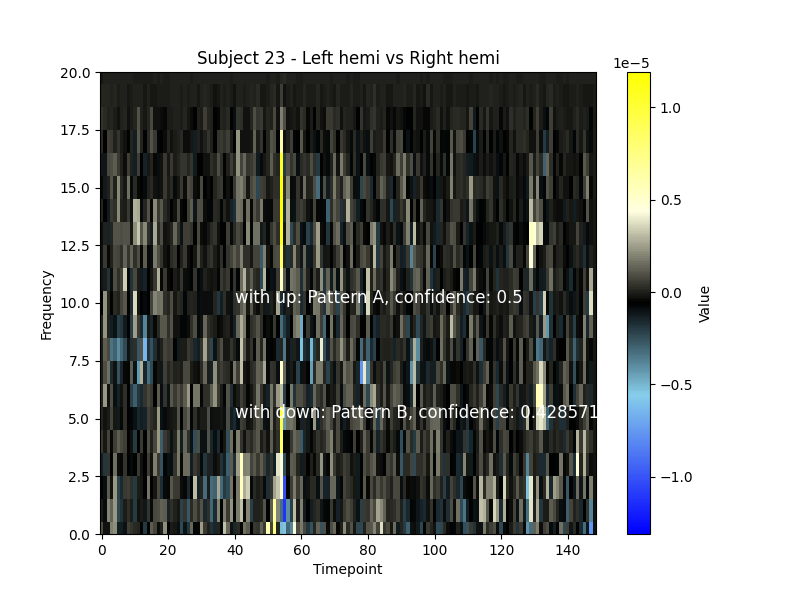 Subject 23 - Left hemi vs Right hemi
1e−5
20.0
17.5
15.0
12.5
10.0
7.5
5.0
2.5
0.0
Frequency
with up: Pattern A, confidence: 0.5
with down: Pattern B, confidence: 0.428571
0 20 40 60 80 100 120 140
Timepoint
1.0
0.5
0.0
−0.5
−1.0
Value